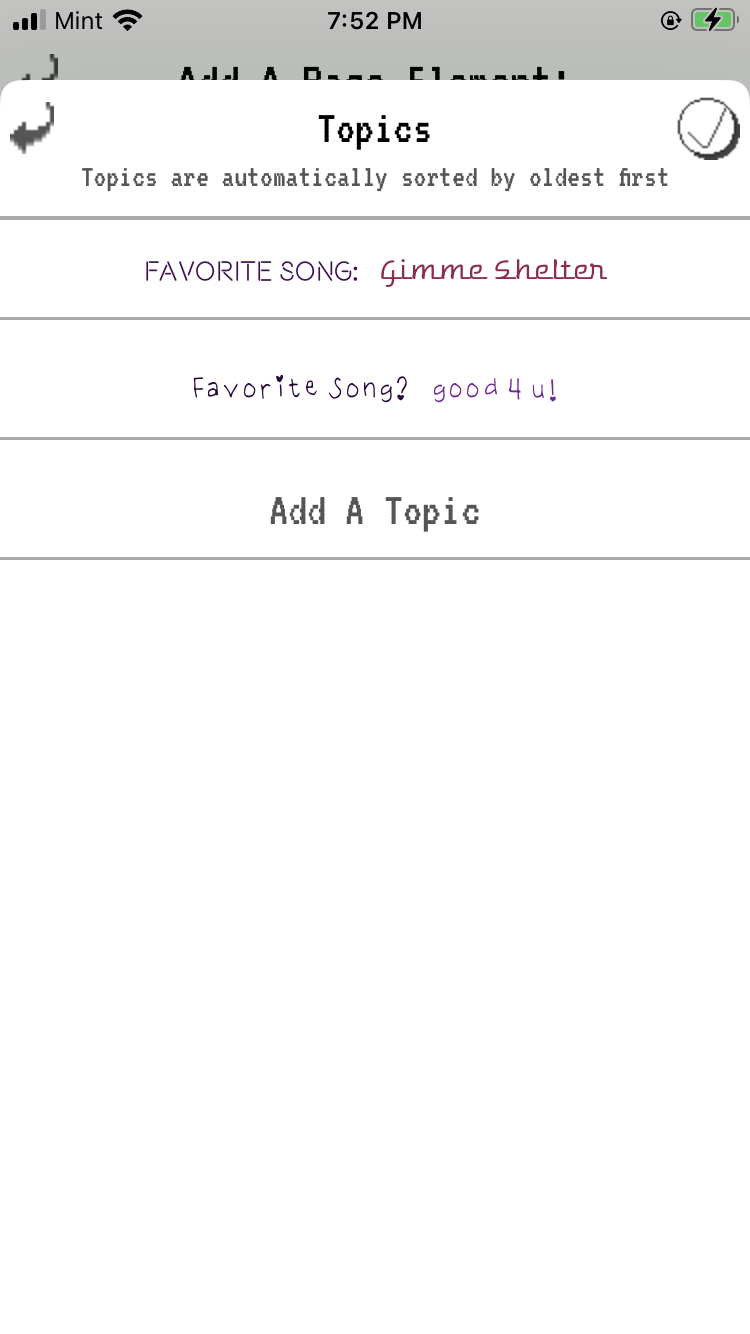 Mint 7:52 PM
Add A Page Element!
Topics
Topics are automatically sorted by oldest first
FAVORITE SONG: Gimme Shelter
Favorite Song? good 4 u!
Add A Topic